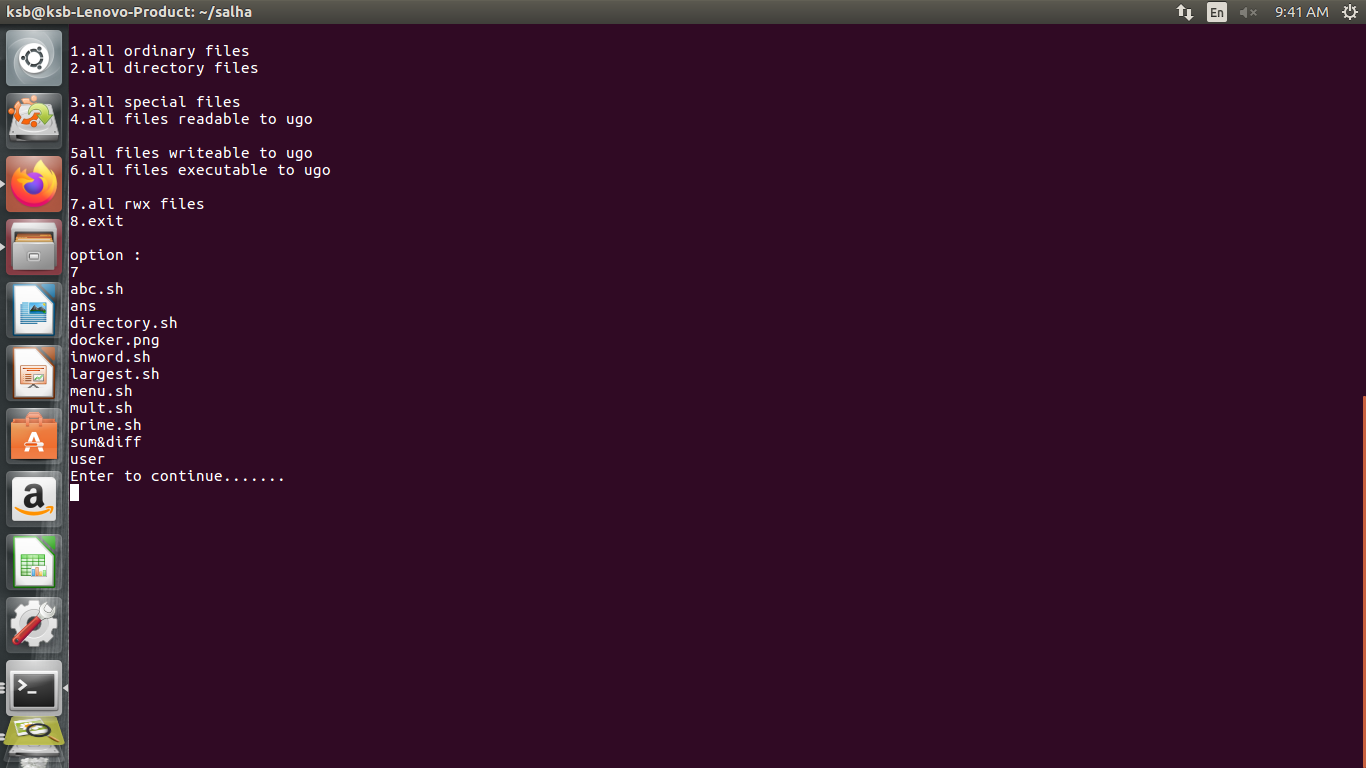 ksb@ksb-Lenovo-Product: ~/salha
En
9:41 AM
1.all ordinary files
2.all directory files
3.all special files
4.all files readable to ugo
5all files writeable to ugo
6.all files executable to ugo
7.all rwx files
8.exit
option :
7
abc.sh
ans
directory.sh
docker.png
inword.sh
largest.sh
menu.sh
mult.sh
prime.sh
sum&diff
user
Enter to continue.......